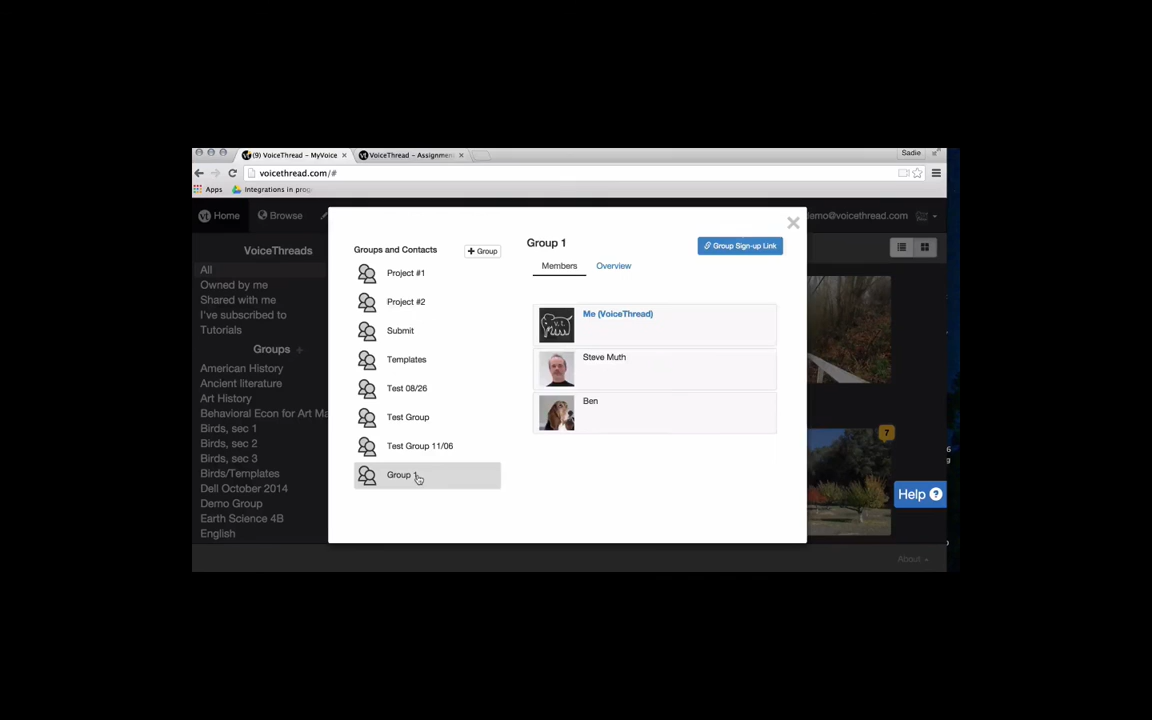 (9) VoiceThread – MyVoice
VoiceThread – Assignmen
Sadie
voicethread.com/#
Apps
Integrations in prog
Home
Browse
demo@voicethread.com
VoiceThreads
All
Owned by me
Shared with me
I've subscribed to
Tutorials
Groups +
American History
Ancient literature
Art History
Behavioral Econ for Art Ma
Birds, sec 1
Birds, sec 2
Birds, sec 3
Birds/Templates
Dell October 2014
Demo Group
Earth Science 4B
English
Groups and Contacts
+ Group
Project #1
Project #2
Submit
Templates
Test 08/26
Test Group
Test Group 11/06
Group 1
Group 1
Group Sign-up Link
Members
Overview
Me (VoiceThread)
Steve Muth
Ben
7
Help ?
About